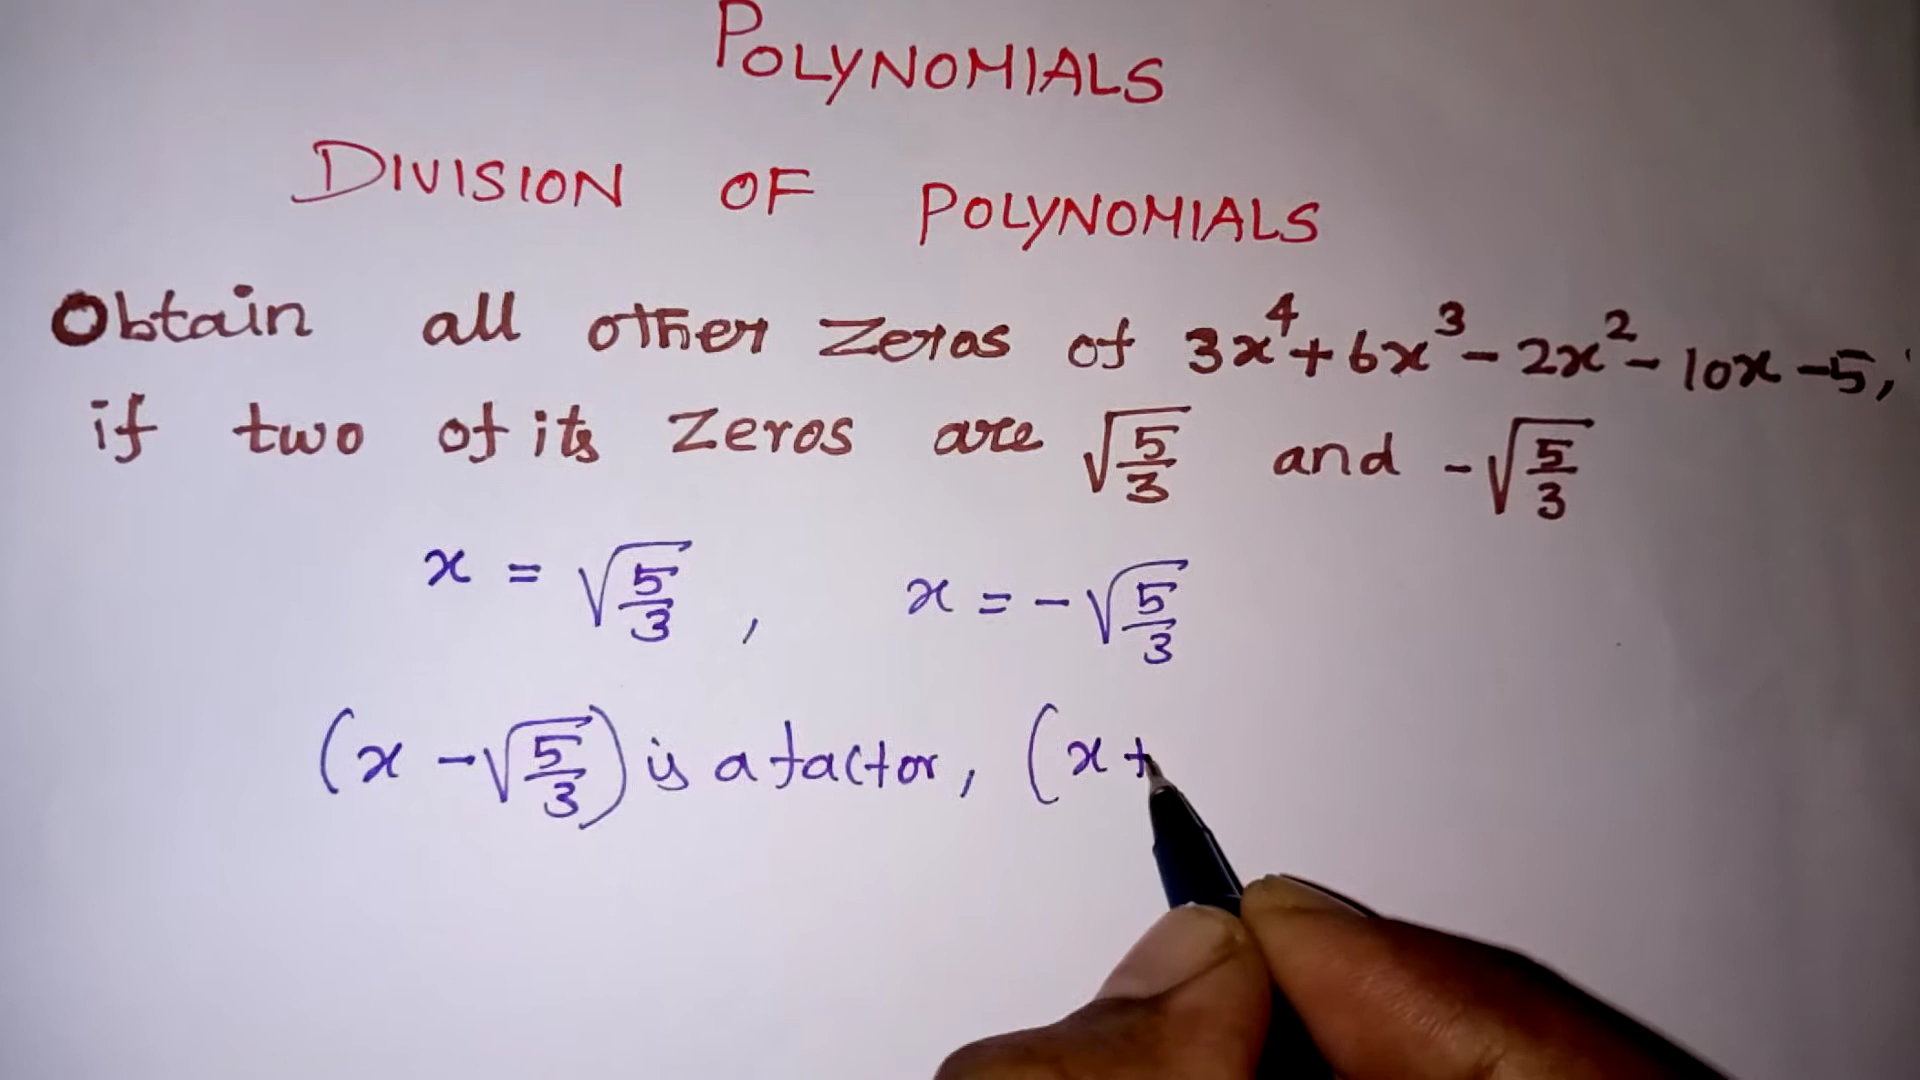 POLYNOMIALS
DIVISION OF POLYNOMIALS
Obtain all other zeros of 3x⁴+6x³-2x²-10x-5,
if two of its zeros are √(5/3) and -√(5/3)
x = √(5/3) , x = -√(5/3)
(x -√(5/3)) is a factor, (x +